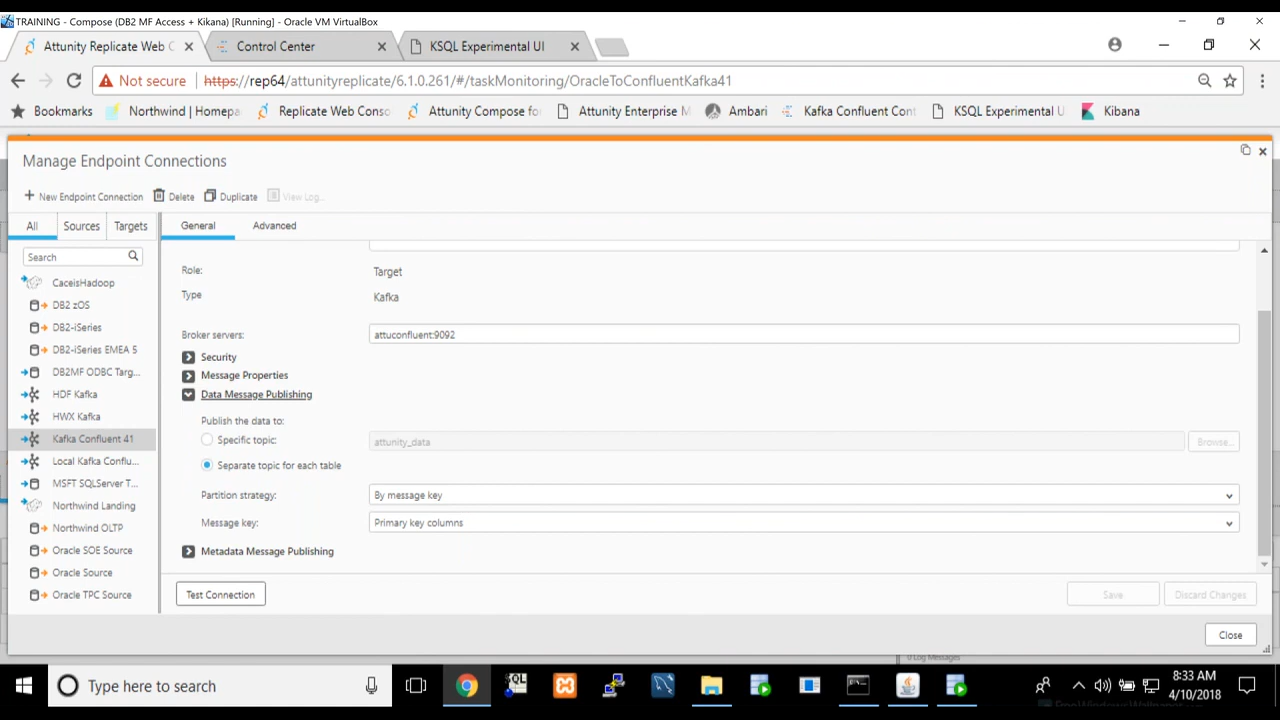 TRAINING - Compose (DB2 MF Access + Kikana) [Running] - Oracle VM VirtualBox
Attunity Replicate Web C
Control Center
KSQL Experimental UI
Not secure
https://rep64/attunityreplicate/6.1.0.261/#/taskMonitoring/OracleToConfluentKafka41
Bookmarks
Northwind | Homepa
Replicate Web Conso
Attunity Compose fo
Attunity Enterprise M
Ambari
Kafka Confluent Cont
KSQL Experimental U
Kibana
Manage Endpoint Connections
New Endpoint Connection
Delete
Duplicate
View Log...
All
Sources
Targets
General
Advanced
Search
CaceisHadoop
DB2 zOS
DB2-iSeries
DB2-iSeries EMEA 5
DB2MF ODBC Targ...
HDF Kafka
HWX Kafka
Kafka Confluent 41
Local Kafka Conflu...
MSFT SQLServer T...
Northwind Landing
Northwind OLTP
Oracle SOE Source
Oracle Source
Oracle TPC Source
Role:
Target
Type
Kafka
Broker servers:
attuconfluent:9092
Security
Message Properties
Data Message Publishing
Publish the data to:
Specific topic:
attunity_data
Browse...
Separate topic for each table
Partition strategy:
By message key
Message key:
Primary key columns
Metadata Message Publishing
Test Connection
Save
Discard Changes
Close
0 Log Messages
Type here to search
8:33 AM
4/10/2018